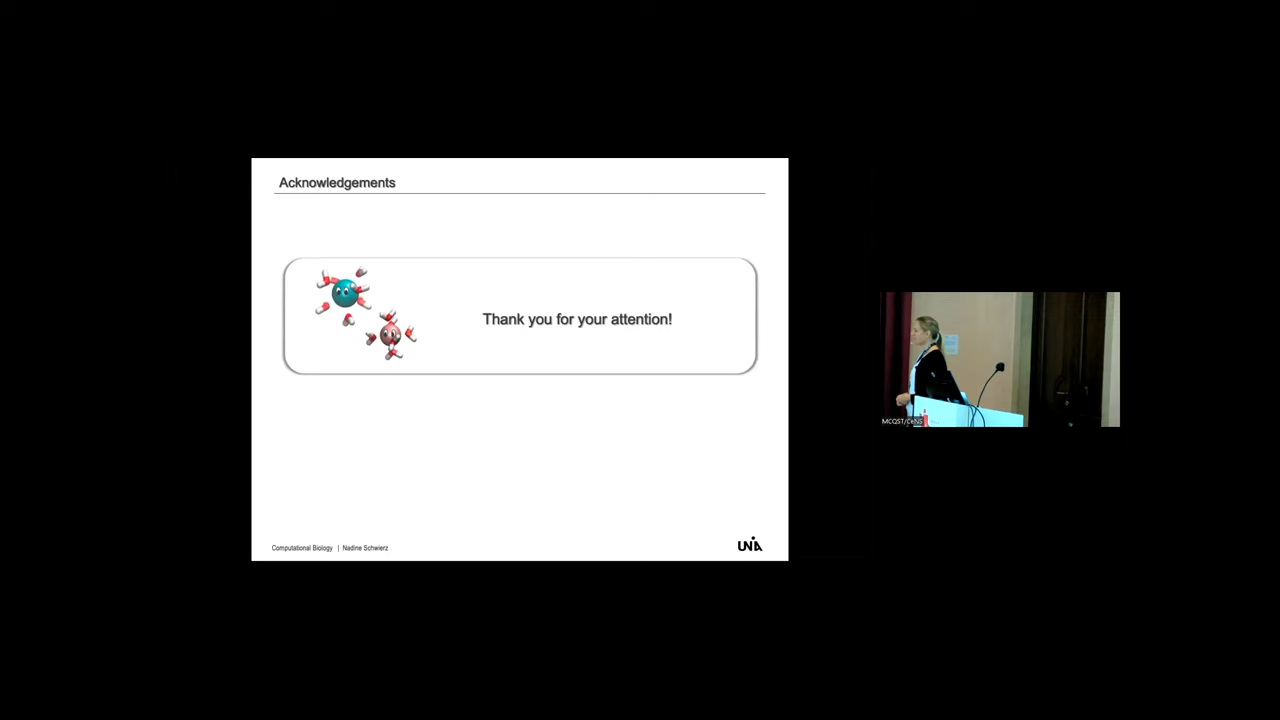 Acknowledgements
Thank you for your attention!
Computational Biology | Nadine Schwierz
UNIA
MCQST/CeNS